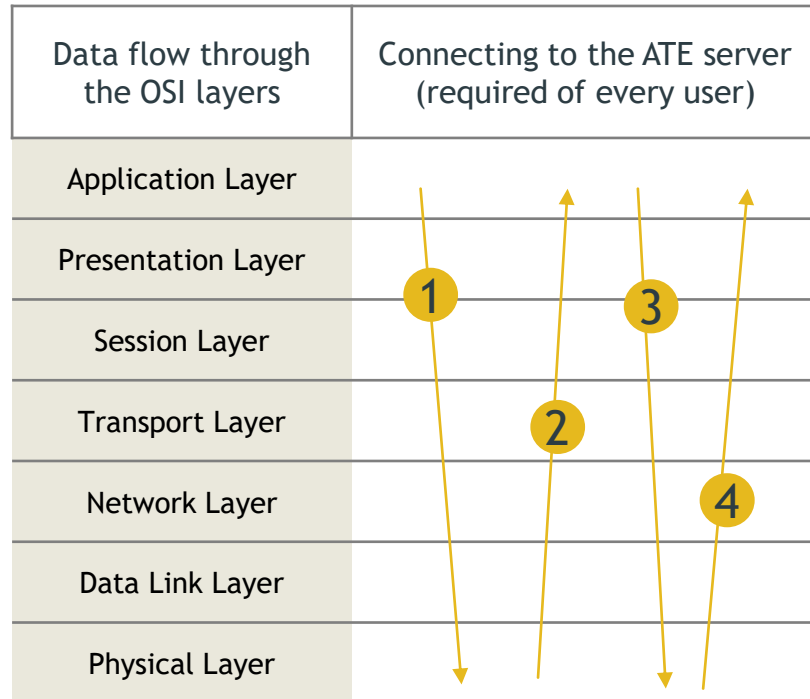 Data flow through
the OSI layers
Connecting to the ATE server
(required of every user)
Application Layer
Presentation Layer
1
3
Session Layer
Transport Layer
2
Network Layer
4
Data Link Layer
Physical Layer